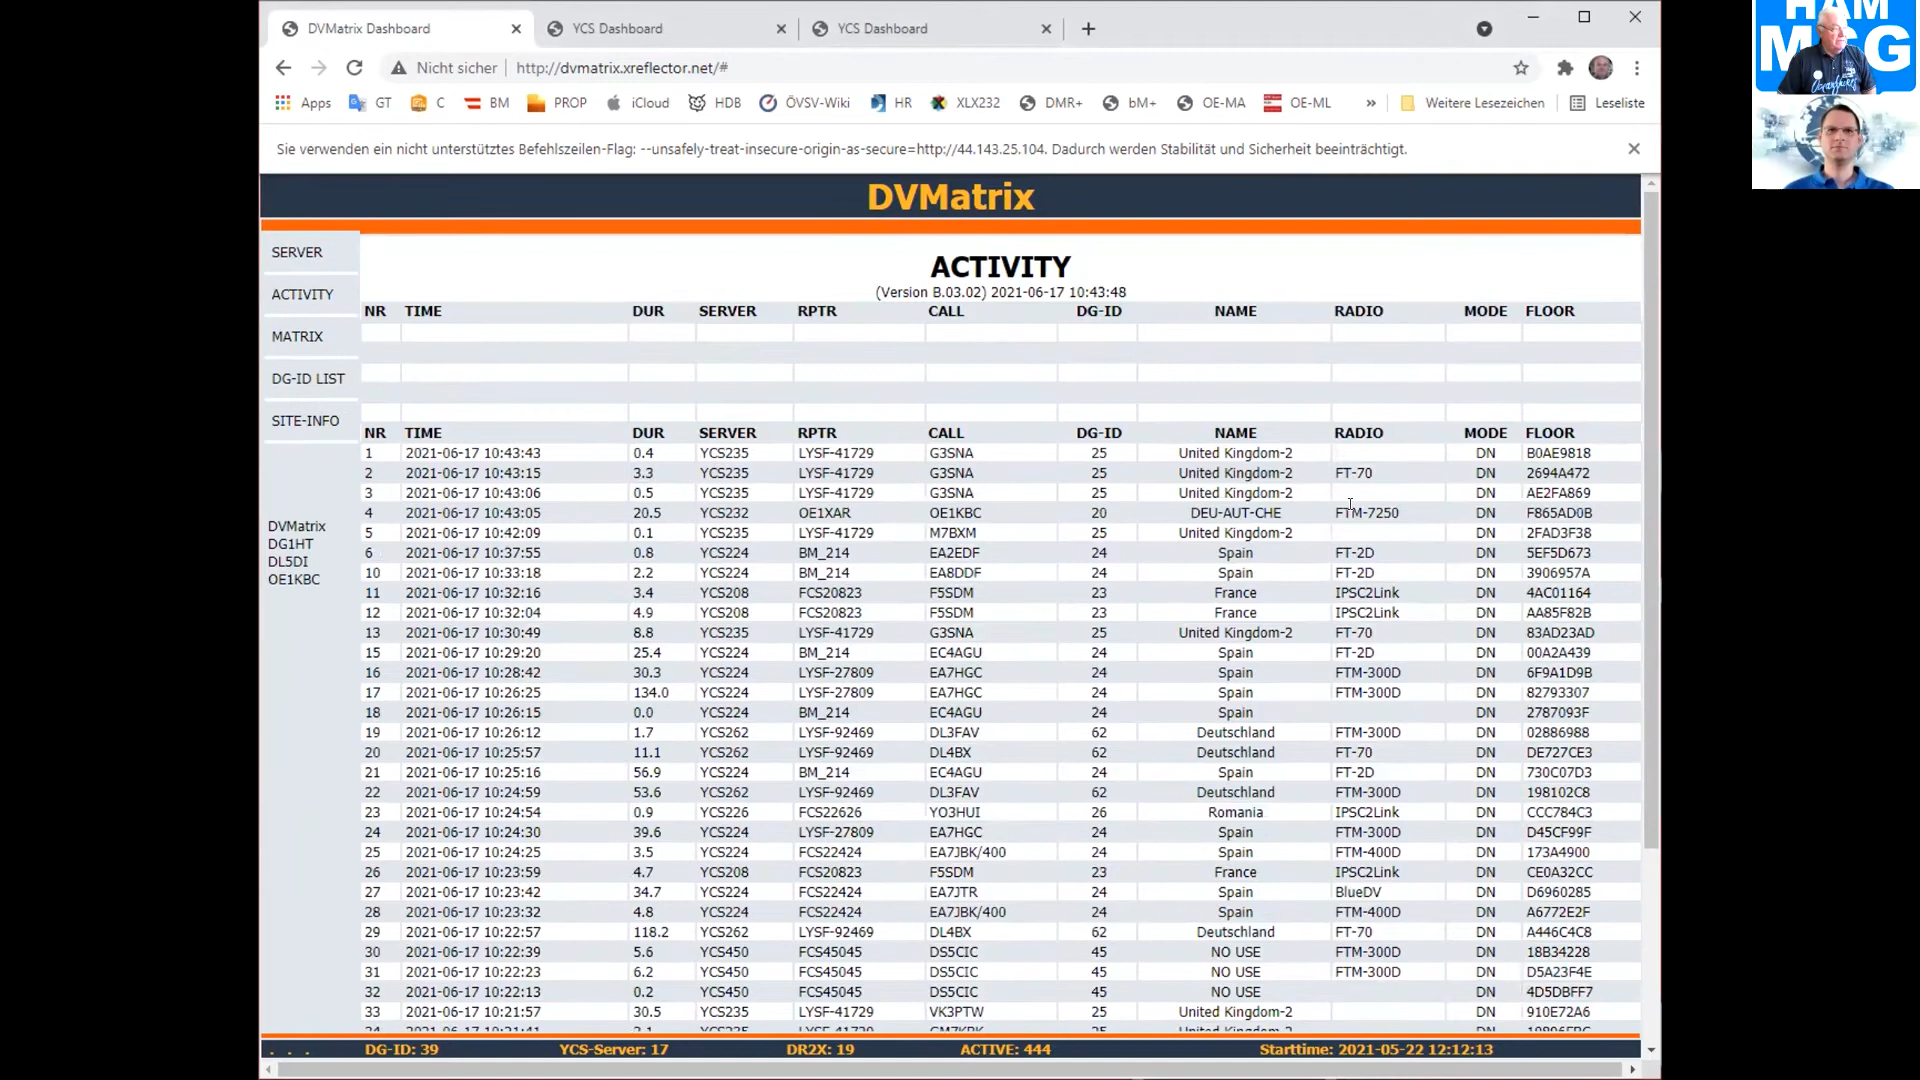 DVMatrix Dashboard
YCS Dashboard
YCS Dashboard
Nicht sicher http://dvmatrix.xreflector.net/#
Apps GT C BM PROP iCloud HDB ÖVSV-Wiki HR XLX232 DMR+ bM+ OE-MA OE-ML » Weitere Lesezeichen Leseliste
Sie verwenden ein nicht unterstütztes Befehlszeilen-Flag: --unsafely-treat-insecure-origin-as-secure=http://44.143.25.104. Dadurch werden Stabilität und Sicherheit beeinträchtigt.
DVMatrix
SERVER
ACTIVITY
MATRIX
DG-ID LIST
SITE-INFO
DVMatrix
DG1HT
DL5DI
OE1KBC
ACTIVITY
(Version B.03.02) 2021-06-17 10:43:48
NR TIME DUR SERVER RPTR CALL DG-ID NAME RADIO MODE FLOOR
NR TIME DUR SERVER RPTR CALL DG-ID NAME RADIO MODE FLOOR
1 2021-06-17 10:43:43 0.4 YCS235 LYSF-41729 G3SNA 25 United Kingdom-2 DN B0AE9818
2 2021-06-17 10:43:15 3.3 YCS235 LYSF-41729 G3SNA 25 United Kingdom-2 FT-70 DN 2694A472
3 2021-06-17 10:43:06 0.5 YCS235 LYSF-41729 G3SNA 25 United Kingdom-2 DN AE2FA869
4 2021-06-17 10:43:05 20.5 YCS232 OE1XAR OE1KBC 20 DEU-AUT-CHE FTM-7250 DN F865AD0B
5 2021-06-17 10:42:09 0.1 YCS235 LYSF-41729 M7BXM 25 United Kingdom-2 DN 2FAD3F38
6 2021-06-17 10:37:55 0.8 YCS224 BM_214 EA2EDF 24 Spain FT-2D DN 5EF5D673
10 2021-06-17 10:33:18 2.2 YCS224 BM_214 EA8DDF 24 Spain FT-2D DN 3906957A
11 2021-06-17 10:32:16 3.4 YCS208 FCS20823 F5SDM 23 France IPSC2Link DN 4AC01164
12 2021-06-17 10:32:04 4.9 YCS208 FCS20823 F5SDM 23 France IPSC2Link DN AA85F82B
13 2021-06-17 10:30:49 8.8 YCS235 LYSF-41729 G3SNA 25 United Kingdom-2 FT-70 DN 83AD23AD
15 2021-06-17 10:29:20 25.4 YCS224 BM_214 EC4AGU 24 Spain FT-2D DN 00A2A439
16 2021-06-17 10:28:42 30.3 YCS224 LYSF-27809 EA7HGC 24 Spain FTM-300D DN 6F9A1D9B
17 2021-06-17 10:26:25 134.0 YCS224 LYSF-27809 EA7HGC 24 Spain FTM-300D DN 82793307
18 2021-06-17 10:26:15 0.0 YCS224 BM_214 EC4AGU 24 Spain DN 2787093F
19 2021-06-17 10:26:12 1.7 YCS262 LYSF-92469 DL3FAV 62 Deutschland FTM-300D DN 02886988
20 2021-06-17 10:25:57 11.1 YCS262 LYSF-92469 DL4BX 62 Deutschland FT-70 DN DE727CE3
21 2021-06-17 10:25:16 56.9 YCS224 BM_214 EC4AGU 24 Spain FT-2D DN 730C07D3
22 2021-06-17 10:24:59 53.6 YCS262 LYSF-92469 DL3FAV 62 Deutschland FTM-300D DN 198102C8
23 2021-06-17 10:24:54 0.9 YCS226 FCS22626 YO3HUI 26 Romania IPSC2Link DN CCC784C3
24 2021-06-17 10:24:30 39.6 YCS224 LYSF-27809 EA7HGC 24 Spain FTM-300D DN D45CF99F
25 2021-06-17 10:24:25 3.5 YCS224 FCS22424 EA7JBK/400 24 Spain FTM-400D DN 173A4900
26 2021-06-17 10:23:59 4.7 YCS208 FCS20823 F5SDM 23 France IPSC2Link DN CE0A32CC
27 2021-06-17 10:23:42 34.7 YCS224 FCS22424 EA7JTR 24 Spain BlueDV DN D6960285
28 2021-06-17 10:23:32 4.8 YCS224 FCS22424 EA7JBK/400 24 Spain FTM-400D DN A6772E2F
29 2021-06-17 10:22:57 118.2 YCS262 LYSF-92469 DL4BX 62 Deutschland FT-70 DN A446C4C8
30 2021-06-17 10:22:39 5.6 YCS450 FCS45045 DS5CIC 45 NO USE FTM-300D DN 18B34228
31 2021-06-17 10:22:23 6.2 YCS450 FCS45045 DS5CIC 45 NO USE FTM-300D DN D5A23F4E
32 2021-06-17 10:22:13 0.2 YCS450 FCS45045 DS5CIC 45 NO USE DN 4D5DBFF7
33 2021-06-17 10:21:57 30.5 YCS235 LYSF-41729 VK3PTW 25 United Kingdom-2 DN 910E72A6
. . . DG-ID: 39 YCS-Server: 17 DR2X: 19 ACTIVE: 444 Starttime: 2021-05-22 12:12:13
HAM